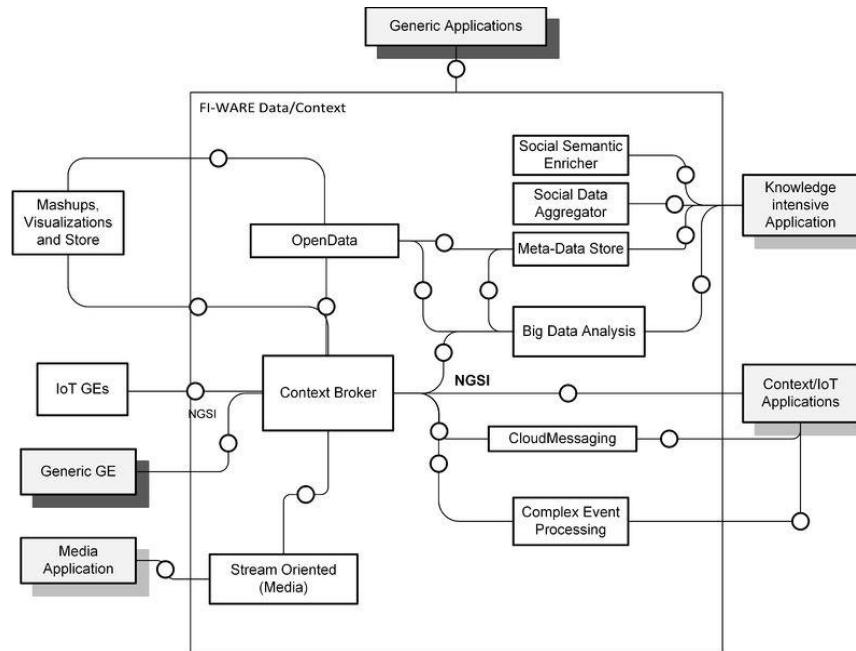 Generic Applications
FI-WARE Data/Context
Social Semantic
Enricher
Mashups,
Visualizations
and Store
Social Data
Aggregator
Knowledge
intensive
Application
OpenData
Meta-Data Store
Big Data Analysis
IoT GEs
NGSI
Context Broker
NGSI
Context/IoT
Applications
CloudMessaging
Generic GE
Complex Event
Processing
Media
Application
Stream Oriented
(Media)